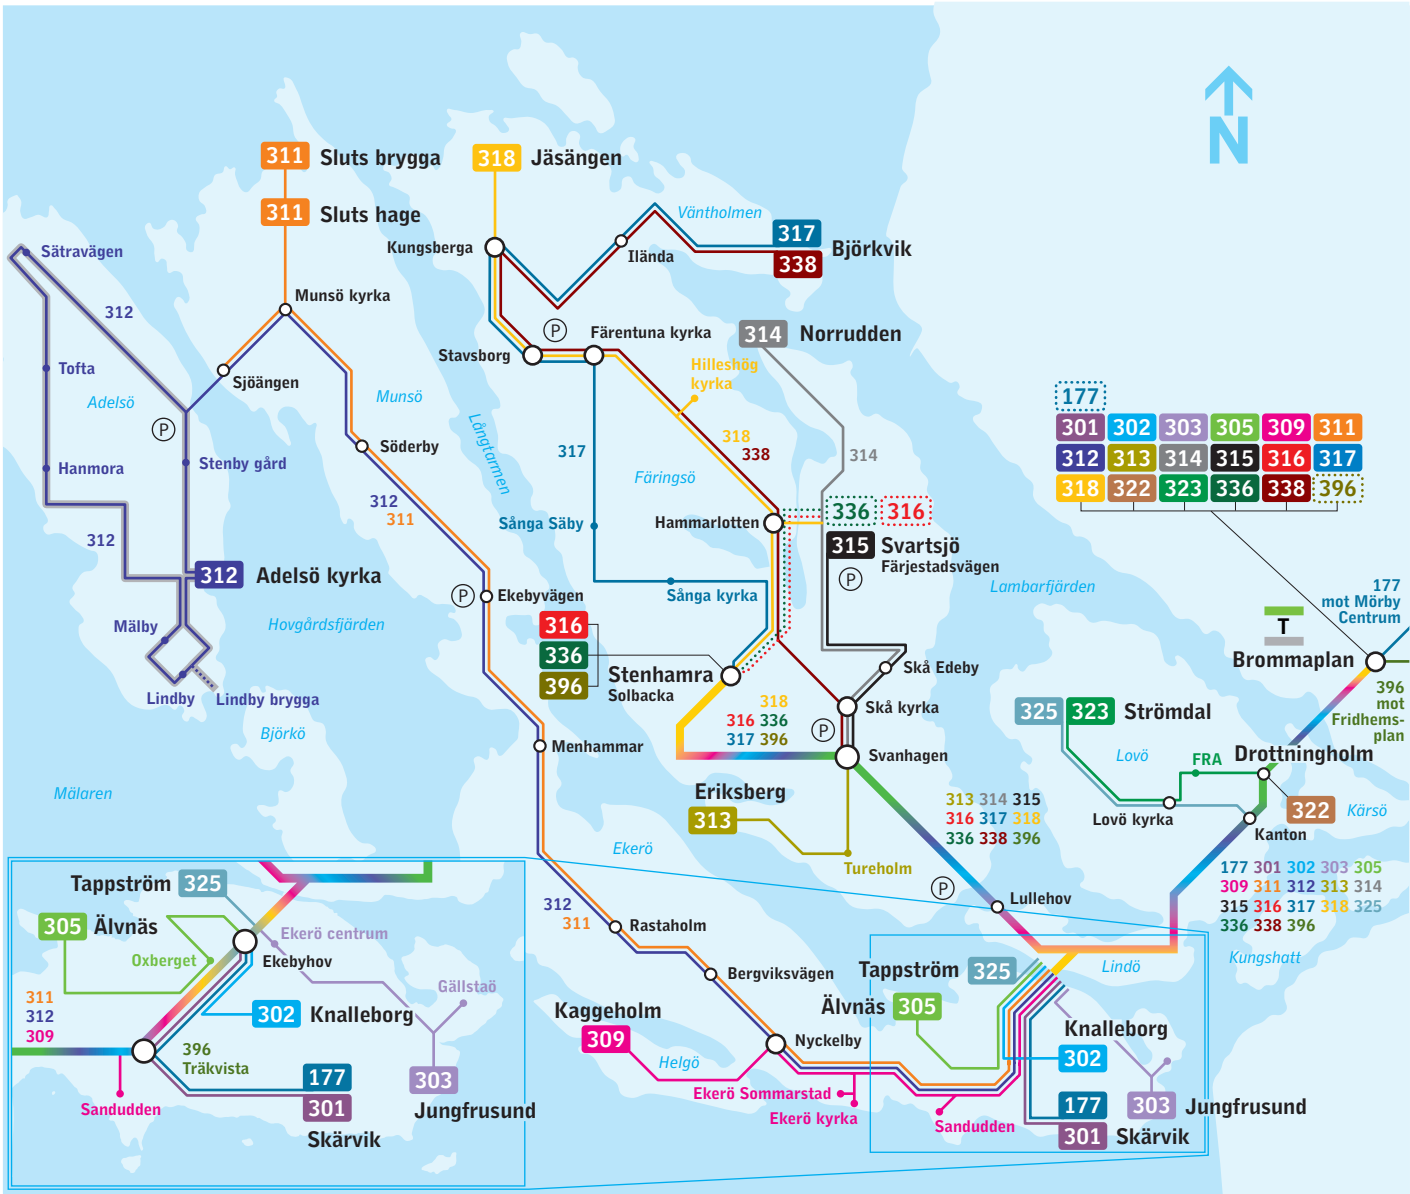 N
311 Sluts brygga
318 Jäsängen
311 Sluts hage
Väntholmen
317
338
Björkvik
Kungsberga
Ilända
Sätravägen
312
Munsö kyrka
P
Färentuna kyrka
Stavsborg
314 Norrudden
Hilleshög
kyrka
Tofta
Sjöängen
Adelsö
Munsö
P
Långtarmen
177
301 302 303 305 309 311
312 313 314 315 316 317
318 322 323 336 338 396
318
338
317
314
Söderby
Hanmora
Stenby gård
Färingsö
312
311
Sånga Säby
Hammarlotten
336 316
315 Svartsjö
Färjestadsvägen
P
312
312 Adelsö kyrka
P
Ekebyvägen
Sånga kyrka
Lambarfjärden
177
mot Mörby
Centrum
T
Brommaplan
Mälby
Hovgårdsfjärden
316
336
396
Stenhamra
Solbacka
Skå Edeby
Lindby
Lindby brygga
318
316 336
317 396
Skå kyrka
P
396
mot
Fridhems-
plan
325 323 Strömdal
Björkö
Menhammar
Svanhagen
Lovö
FRA
Drottningholm
Mälaren
Eriksberg
313
313 314 315
316 317 318
336 338 396
Lovö kyrka
322
Kärsö
Kanton
Ekerö
Tureholm
177 301 302 303 305
309 311 312 313 314
315 316 317 318 325
336 338 396
P
Lullehov
Tappström 325
305 Älvnäs
Ekerö centrum
Oxberget
Ekebyhov
Gällstaö
311
312
309
302 Knalleborg
396
Träkvista
177
301
Skärvik
303
Jungfrusund
Sandudden
312
311
Rastaholm
Bergviksvägen
Kungshatt
Lindö
Tappström 325
Älvnäs 305
Kaggeholm
309
Nyckelby
Helgö
Knalleborg
302
Ekerö Sommarstad
Ekerö kyrka
Sandudden
177
301 Skärvik
303 Jungfrusund